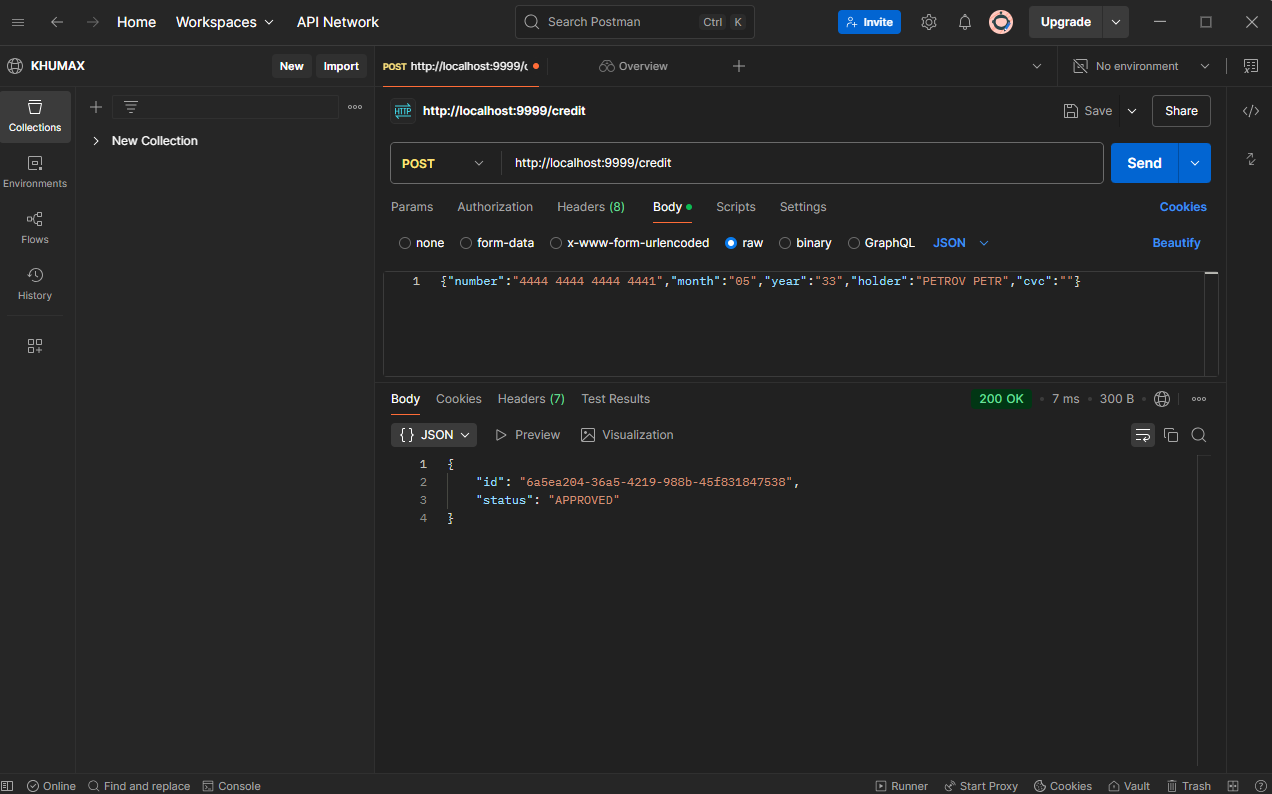 Home Workspaces API Network Search Postman Ctrl K Invite Upgrade
KHUMAX New Import POST http://localhost:9999/c Overview No environment
Collections
Environments
Flows
History
New Collection
HTTP http://localhost:9999/credit Save Share
POST http://localhost:9999/credit Send
Params Authorization Headers (8) Body Scripts Settings Cookies
none form-data x-www-form-urlencoded raw binary GraphQL JSON Beautify
1 {"number":"4444 4444 4444 4441","month":"05","year":"33","holder":"PETROV PETR","cvc":""}
Body Cookies Headers (7) Test Results 200 OK 7 ms 300 B
{} JSON Preview Visualization
1 {
2 "id": "6a5ea204-36a5-4219-988b-45f831847538",
3 "status": "APPROVED"
4 }
Online Find and replace Console Runner Start Proxy Cookies Vault Trash